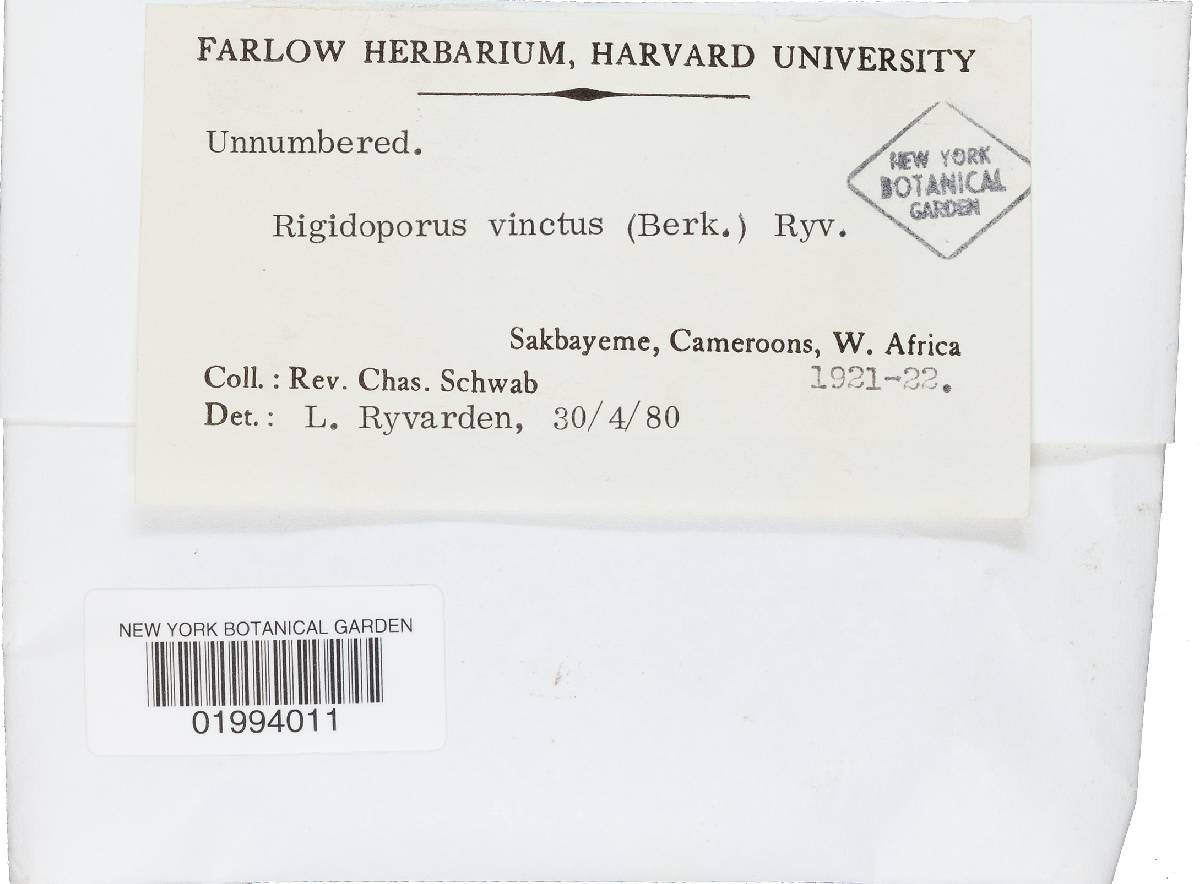 FARLOW HERBARIUM, HARVARD UNIVERSITY
Unnumbered.
NEW YORK
BOTANICAL
GARDEN
Rigidoporus vinctus (Berk.) Ryv.
Sakbayeme, Cameroons, W. Africa
Coll.: Rev. Chas. Schwab 1921-22.
Det.: L. Ryvarden, 30/4/80
NEW YORK BOTANICAL GARDEN
01994011